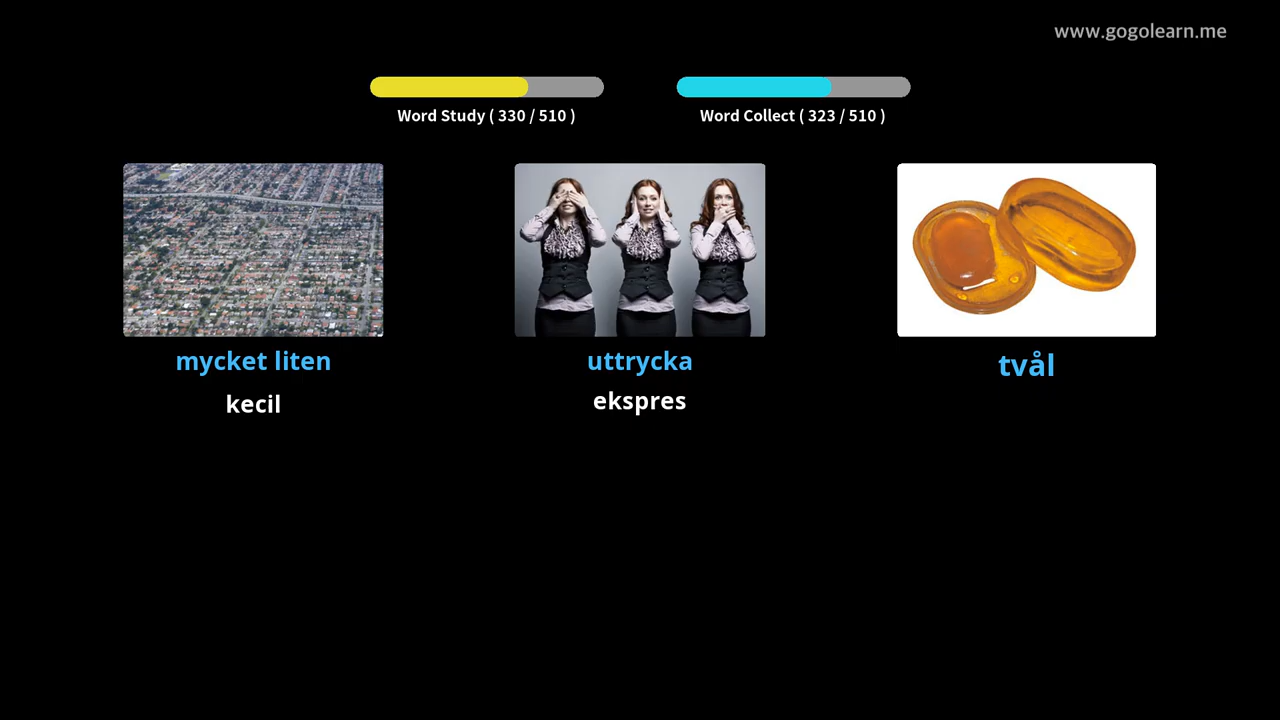 www.gogolearn.me
Word Study ( 330 / 510 )
Word Collect ( 323 / 510 )
mycket liten
uttrycka
tvål
kecil
ekspres